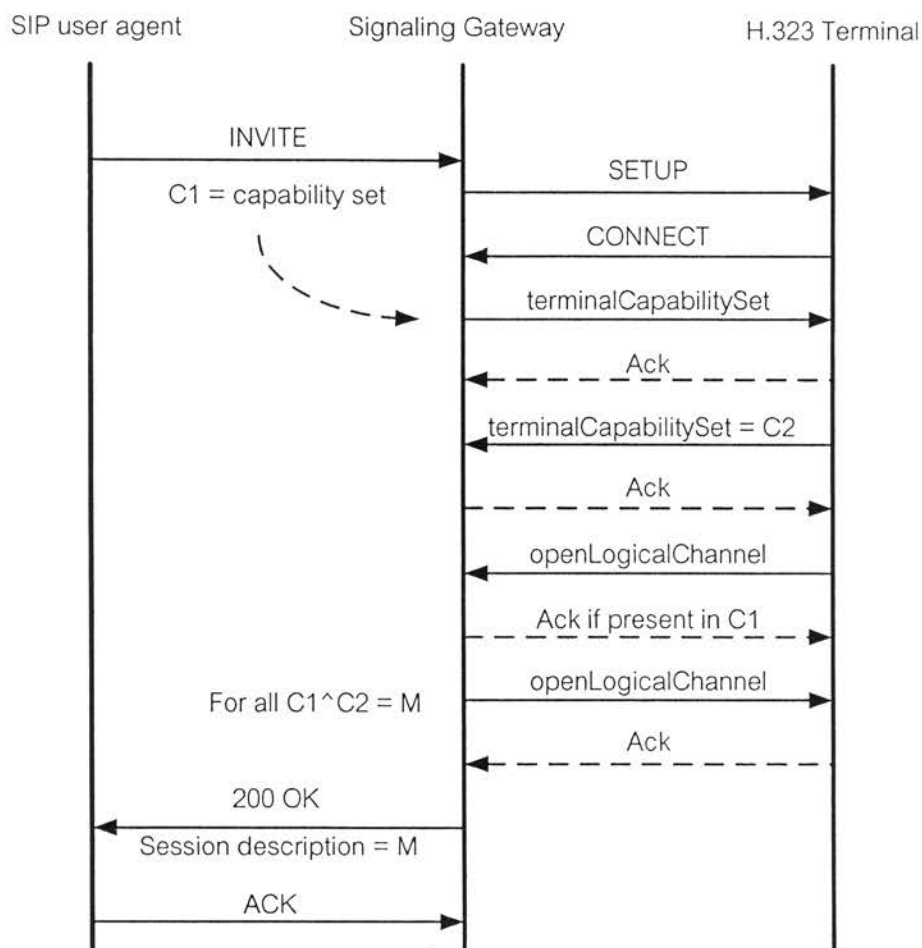 SIP user agent
Signaling Gateway
H.323 Terminal
INVITE
SETUP
C1 = capability set
CONNECT
terminalCapabilitySet
Ack
terminalCapabilitySet = C2
Ack
openLogicalChannel
Ack if present in C1
openLogicalChannel
For all C1^C2 = M
Ack
200 OK
Session description = M
ACK